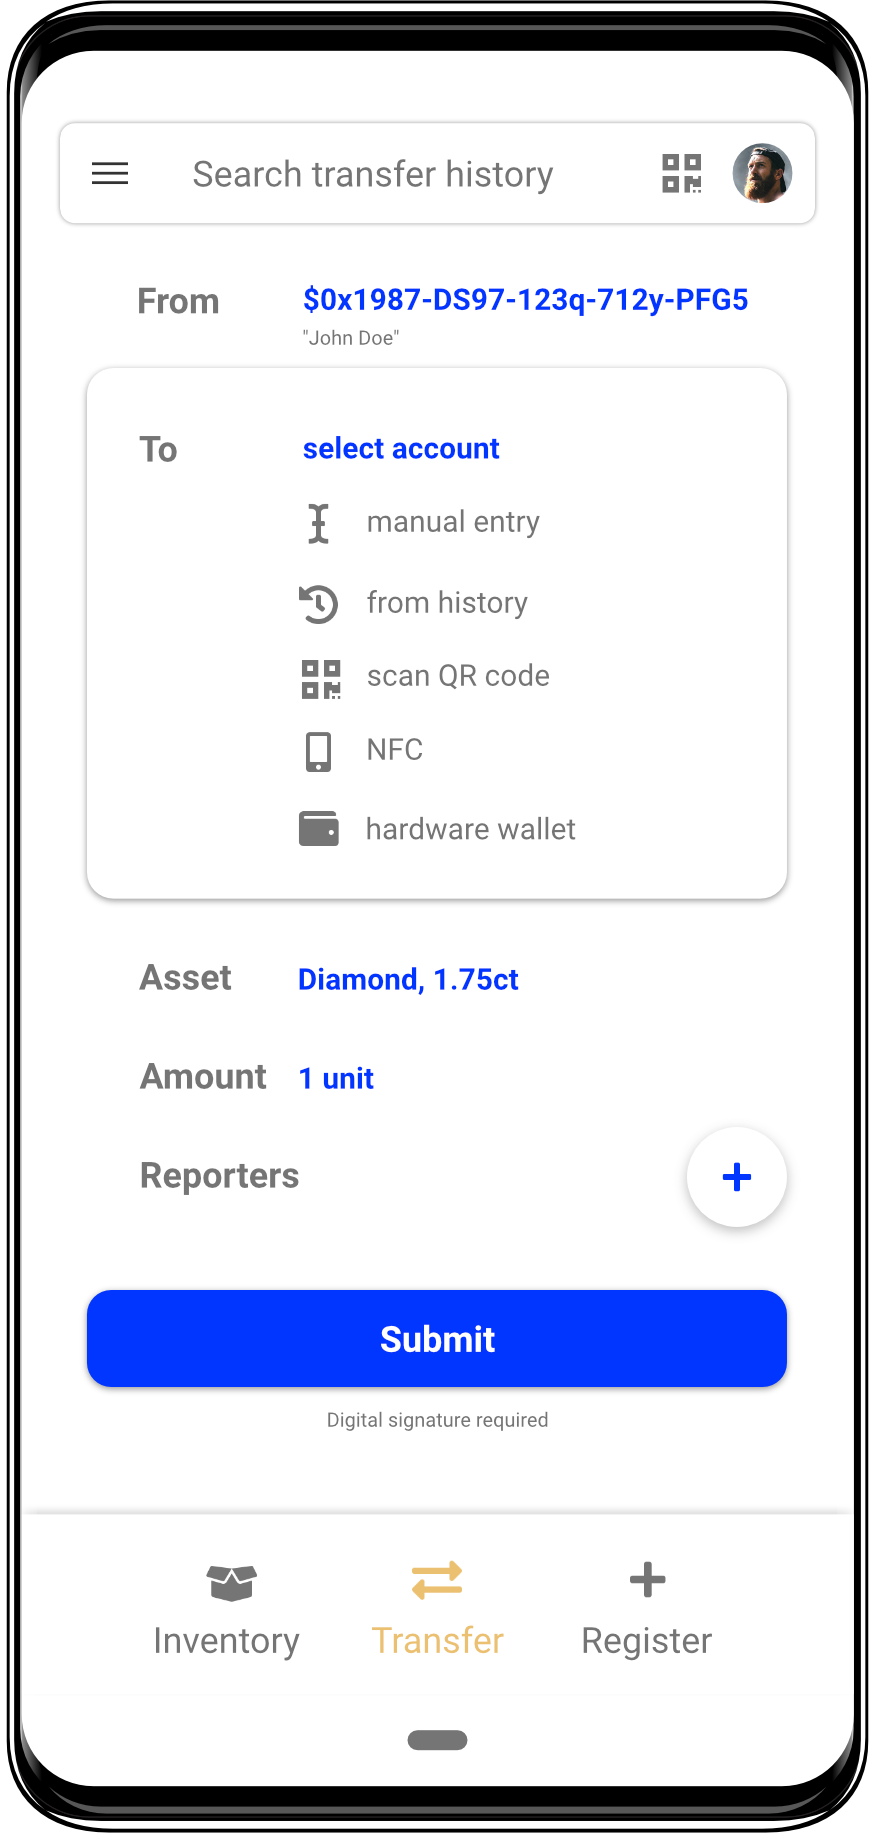 Search transfer history
From $0x1987-DS97-123q-712y-PFG5
"John Doe"
To select account
manual entry
from history
scan QR code
NFC
hardware wallet
Asset Diamond, 1.75ct
Amount 1 unit
Reporters
Submit
Digital signature required
Inventory Transfer Register